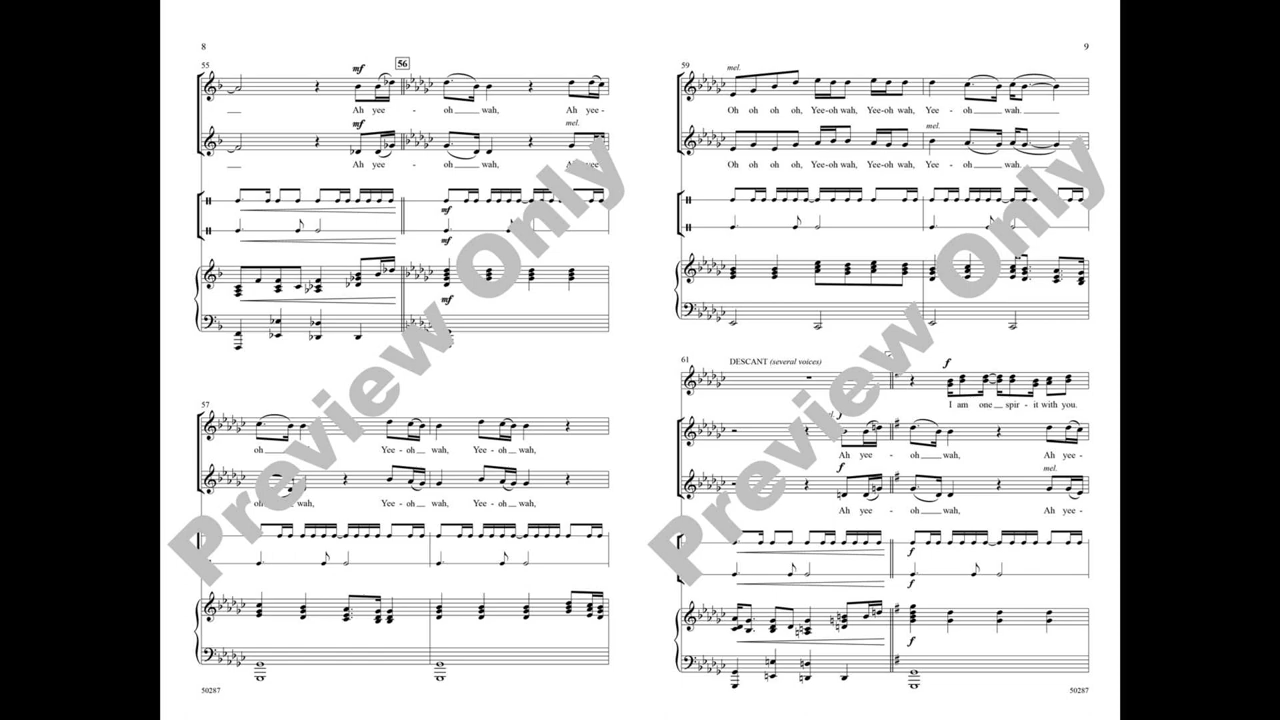 8
55
mf
56
Ah yee - oh wah, Ah yee -
mf
mel.
Ah yee - oh wah, Ah yee
mf
mf
mf
57
oh wah, Yee - oh wah, Yee - oh wah,
oh wah, Yee - oh wah, Yee - oh wah,
50287
9
59
mel.
Oh oh oh oh, Yee-oh wah, Yee-oh wah, Yee - oh wah.
mel.
Oh oh oh oh, Yee-oh wah, Yee-oh wah, Yee - oh wah.
61
DESCANT (several voices)
f
I am one spir - it with you.
f
Ah yee - oh wah, Ah yee -
f
mel.
Ah yee - oh wah, Ah yee -
f
f
f
50287
Preview Only
Preview Only